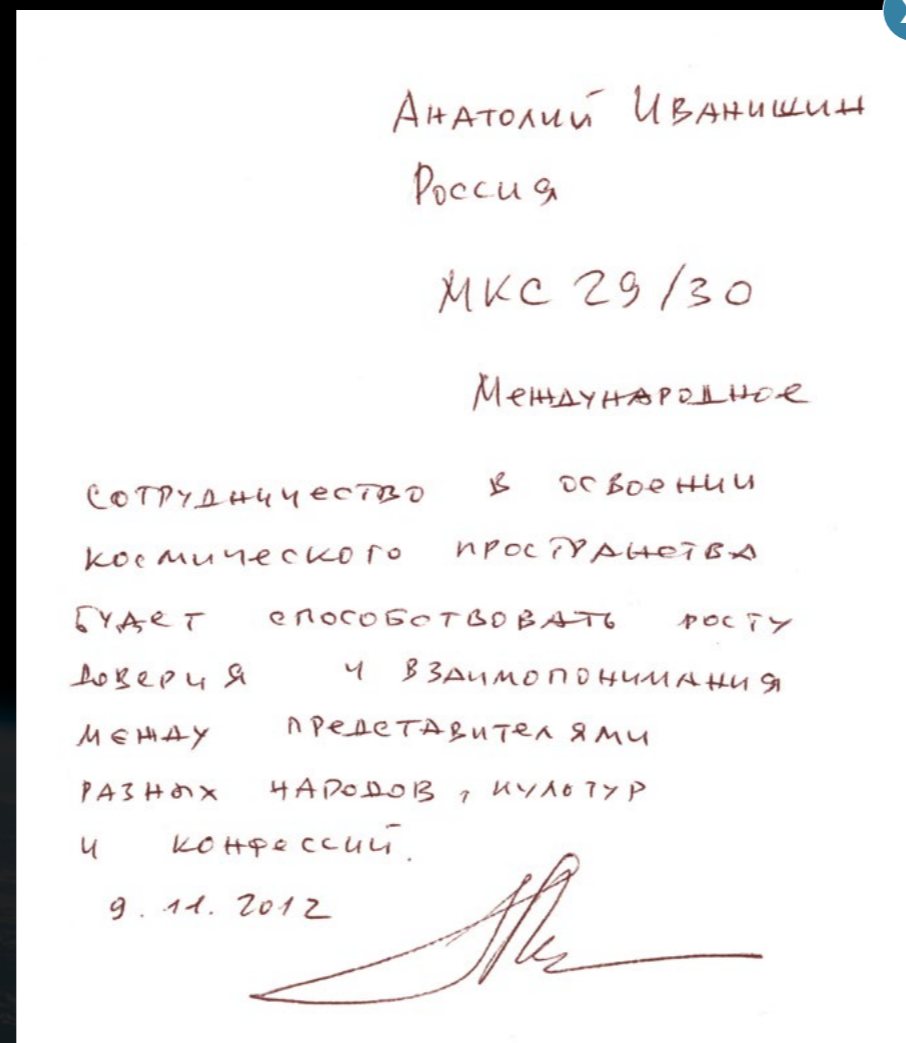 Анатолий Иванишин
Россия
МКС 29/30
Международное
сотрудничество в освоении
космического пространства
будет способствовать росту
доверия и взаимопонимания
между представителями
разных народов, культур
и конфессий.
9.11.2012